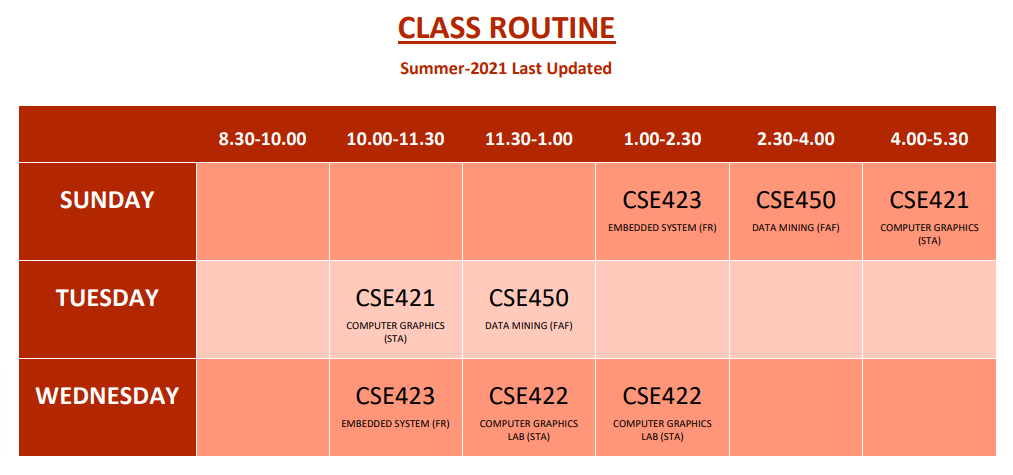 CLASS ROUTINE
Summer-2021 Last Updated
8.30-10.00 10.00-11.30 11.30-1.00 1.00-2.30 2.30-4.00 4.00-5.30
SUNDAY
CSE423
EMBEDDED SYSTEM (FR)
CSE450
DATA MINING (FAF)
CSE421
COMPUTER GRAPHICS
(STA)
TUESDAY
CSE421
COMPUTER GRAPHICS
(STA)
CSE450
DATA MINING (FAF)
WEDNESDAY
CSE423
EMBEDDED SYSTEM (FR)
CSE422
COMPUTER GRAPHICS
LAB (STA)
CSE422
COMPUTER GRAPHICS
LAB (STA)